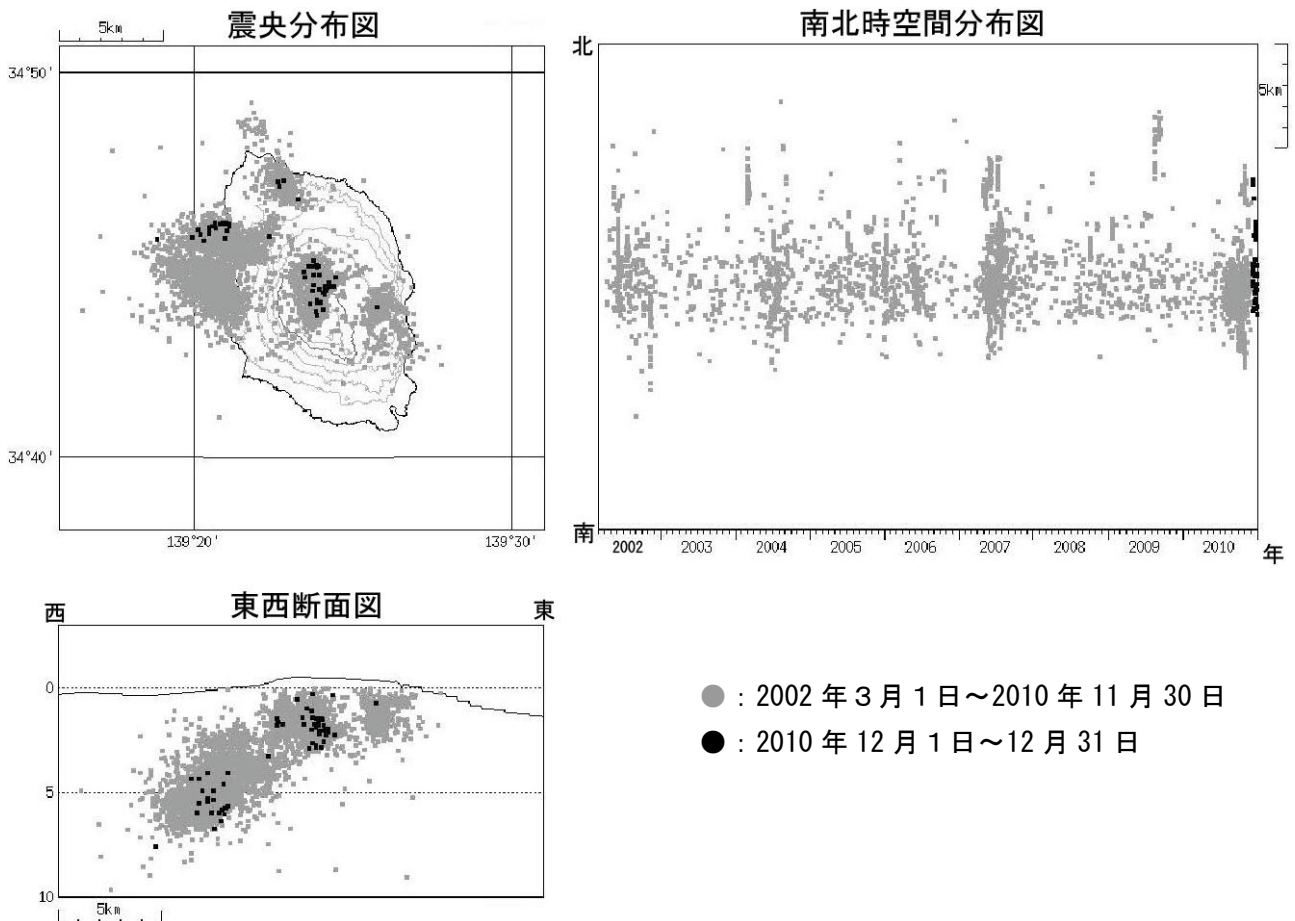 震央分布図
5km
34°50'
34°40'
139°20'
139°30'
南北時空間分布図
北
5km
南
2002 2003 2004 2005 2006 2007 2008 2009 2010
年
東西断面図
西
東
0
5
10
5km
● : 2002 年 3 月 1 日~2010 年 11 月 30 日
● : 2010 年 12 月 1 日~12 月 31 日